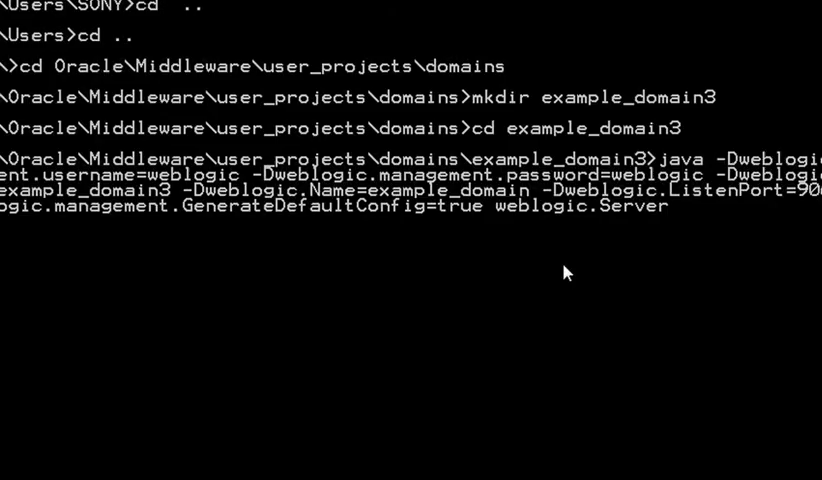 \Users\SONY>cd  ..
\Users>cd ..
\>cd Oracle\Middleware\user_projects\domains
\Oracle\Middleware\user_projects\domains>mkdir example_domain3
\Oracle\Middleware\user_projects\domains>cd example_domain3
\Oracle\Middleware\user_projects\domains\example_domain3>java -Dweblogic
ent.username=weblogic -Dweblogic.management.password=weblogic -Dweblogic
example_domain3 -Dweblogic.Name=example_domain -Dweblogic.ListenPort=900
ogic.management.GenerateDefaultConfig=true weblogic.Server